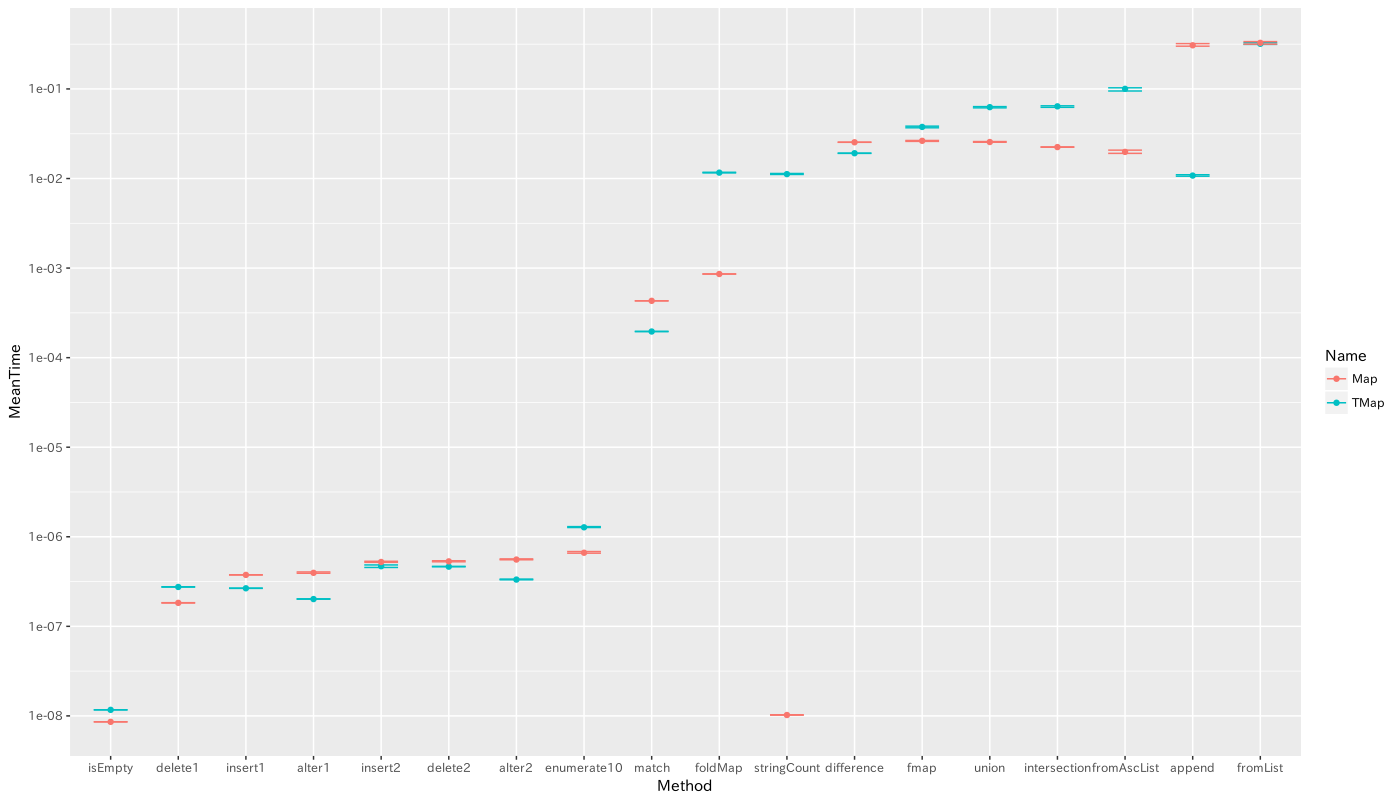 MeanTime
1e-01
1e-02
1e-03
1e-04
1e-05
1e-06
1e-07
1e-08
isEmpty delete1 insert1 alter1 insert2 delete2 alter2 enumerate10 match foldMap stringCount difference fmap union intersection fromAscList append fromList
Method
Name
Map
TMap